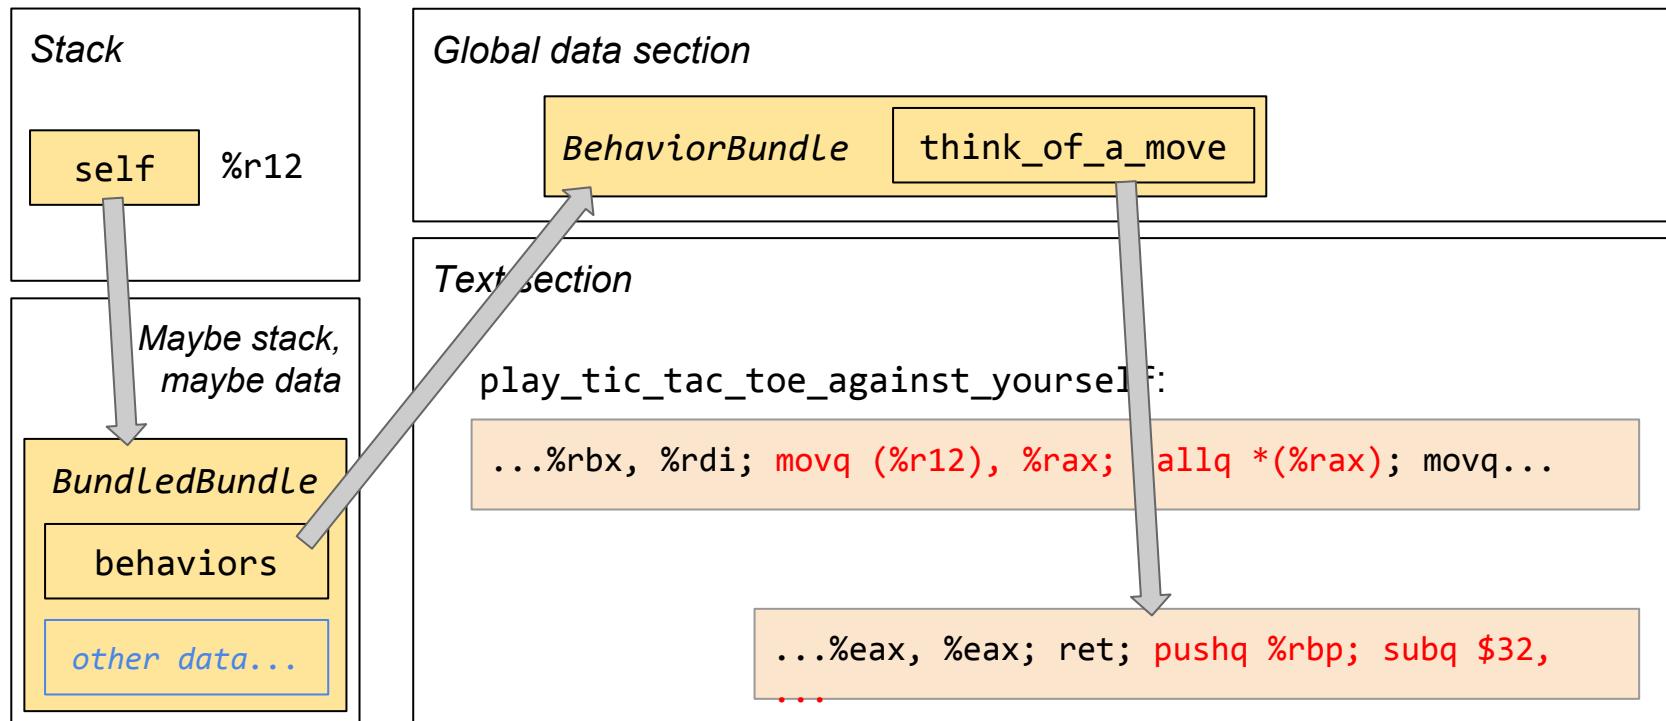 Stack
self %r12
Maybe stack,
maybe data
BundledBundle
behaviors
other data...
Global data section
BehaviorBundle think_of_a_move
Text section
play_tic_tac_toe_against_yourself:
...%rbx, %rdi; movq (%r12), %rax; allq *(%rax); movq...
...%eax, %eax; ret; pushq %rbp; subq $32,
...